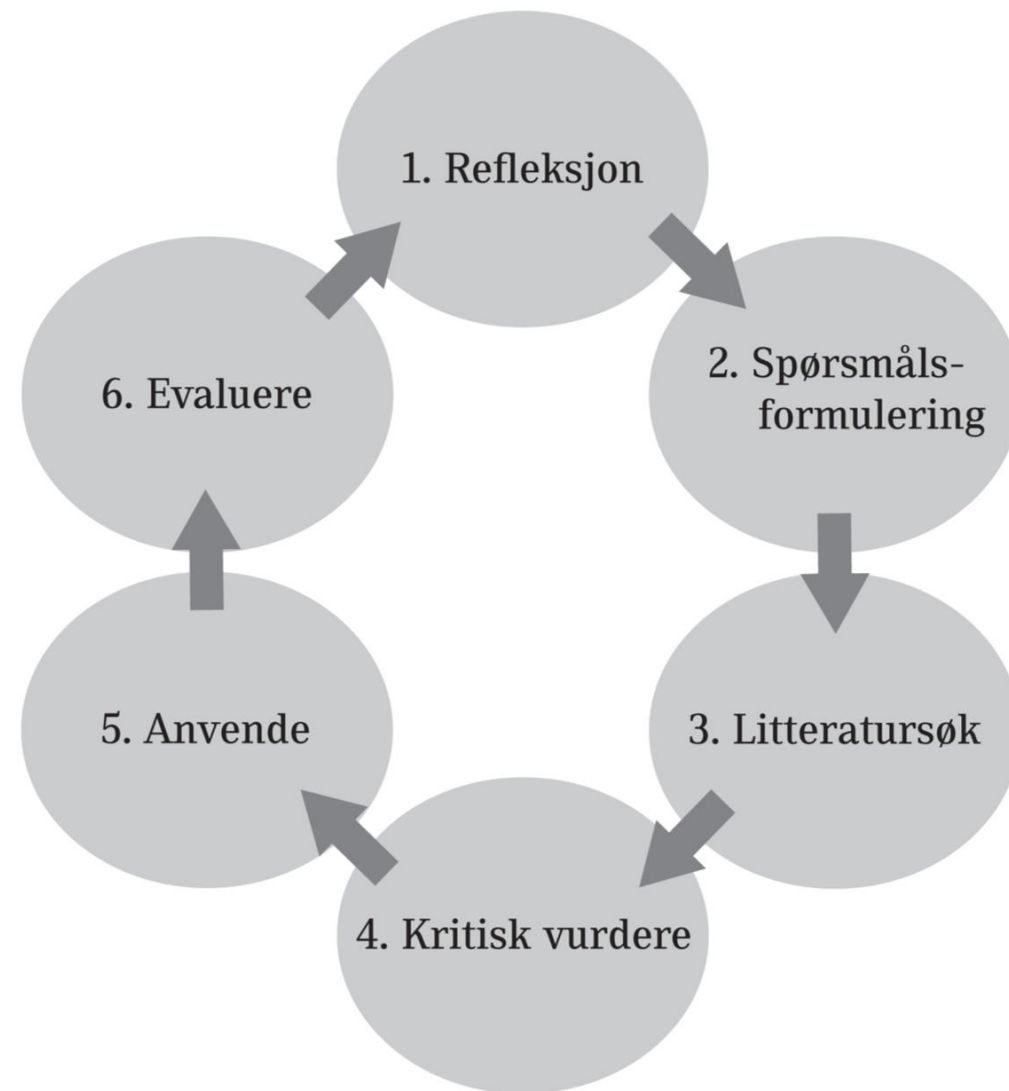 1. Refleksjon
2. Spørsmåls-
formulering
3. Litteratursøk
4. Kritisk vurdere
5. Anvende
6. Evaluere